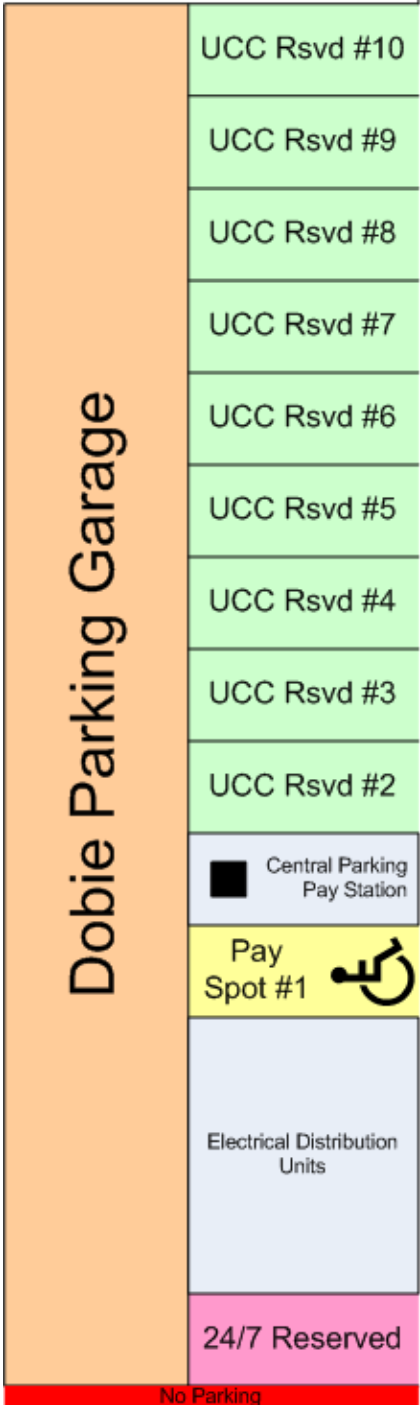 UCC Rsvd #10
UCC Rsvd #9
UCC Rsvd #8
UCC Rsvd #7
UCC Rsvd #6
UCC Rsvd #5
UCC Rsvd #4
UCC Rsvd #3
UCC Rsvd #2
Dobie Parking Garage
Central Parking
Pay Station
Pay
Spot #1
Electrical Distribution
Units
24/7 Reserved
No Parking